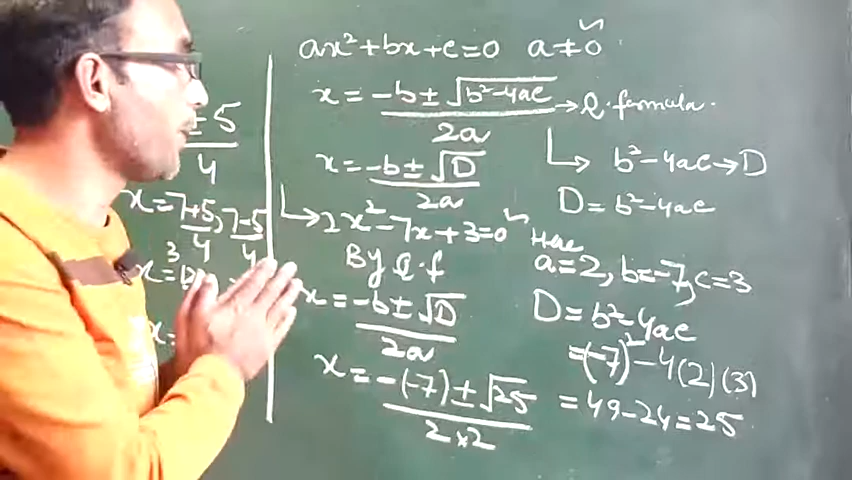 ax²+bx+c=0 a≠0
x = -b±√b²-4ac / 2a → Q. formula.
↳ b²-4ac→D
x = -b±√D / 2a
D = b²-4ac
↳ 2x²-7x+3=0
Here
a=2, b=-7, c=3
By Q.f
x = -b±√D / 2a
D = b²-4ac
= (-7)²-4(2)(3)
= 49-24=25
x = -(-7)±√25 / 2×2
± 5 / 4
x = 7+5/4, 7-5/4
x =
x =